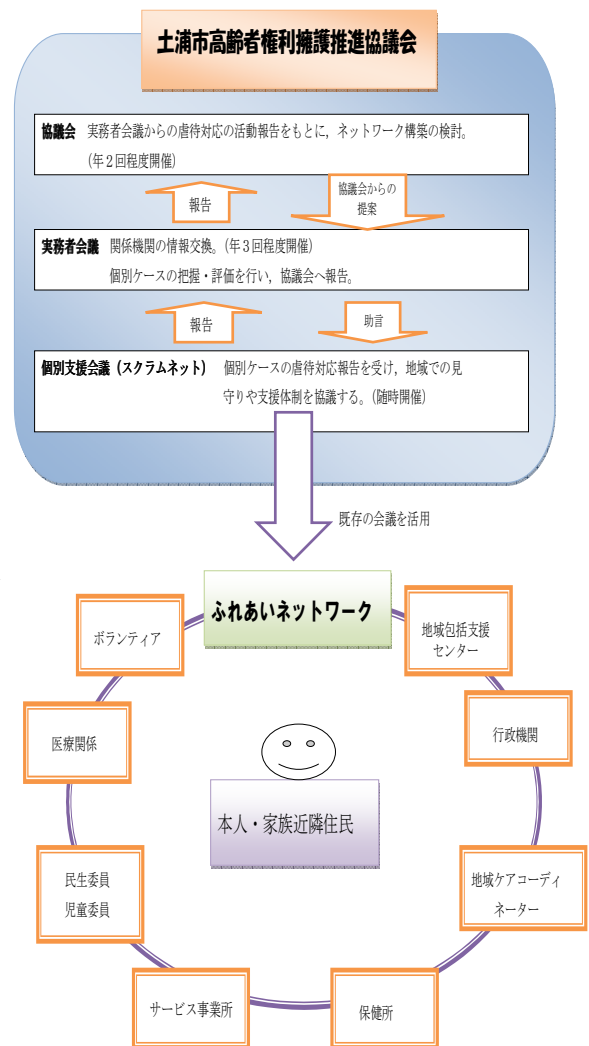 土浦市高齢者権利擁護推進協議会
協議会 実務者会議からの虐待対応の活動報告をもとに，ネットワーク構築の検討。
(年２回程度開催)
報告
協議会からの
提案
実務者会議 関係機関の情報交換。(年３回程度開催)
個別ケースの把握・評価を行い，協議会へ報告。
報告
助言
個別支援会議（スクラムネット） 個別ケースの虐待対応報告を受け，地域での見
守りや支援体制を協議する。(随時開催)
既存の会議を活用
ふれあいネットワーク
ボランティア
地域包括支援
センター
医療関係
行政機関
本人・家族近隣住民
民生委員
児童委員
地域ケアコーディ
ネーター
サービス事業所
保健所